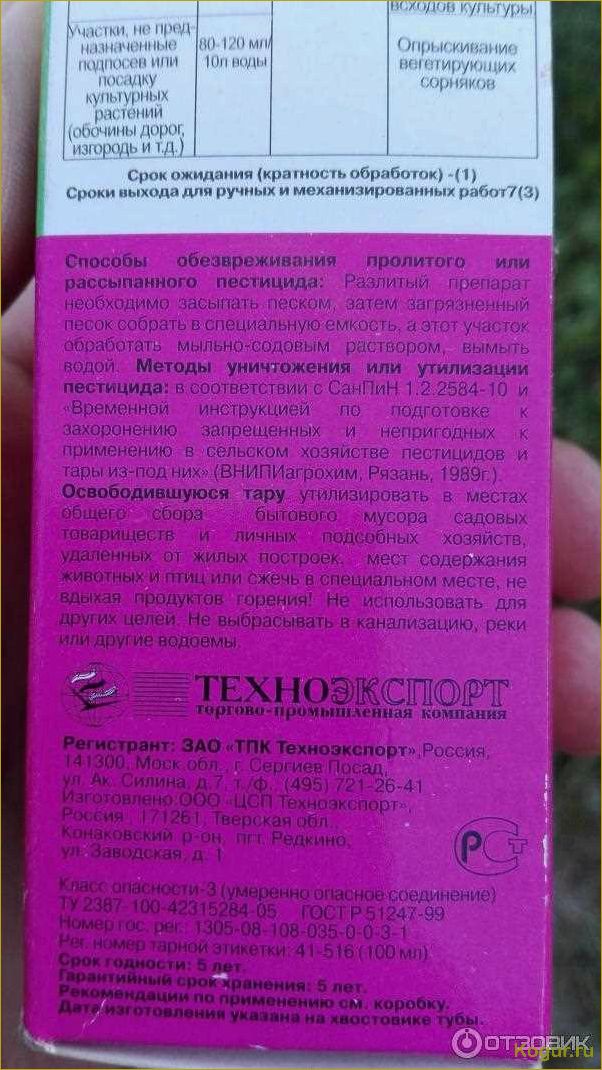 всходов культуры
Участки, не пред-
назначенные
подпосев или
посадку
культурных
растений
(обочины дорог,
изгородь и т.д.)
80-120 мл/
10л воды
Опрыскивание
вегетирующих
сорняков
Срок ожидания (кратность обработок) -(1)
Сроки выхода для ручных и механизированных работ7(3)
Способы обезвреживания пролитого или
рассыпанного пестицида: Разлитый препарат
необходимо засыпать песком, затем загрязненный
песок собрать в специальную емкость, а этот участок
обработать мыльно-содовым раствором, вымыть
водой. Методы уничтожения или утилизации
пестицида: в соответствии с СанПиН 1.2.2584-10 и
«Временной инструкцией по подготовке к
захоронению запрещенных и непригодных к
применению в сельском хозяйстве пестицидов и
тары из-под них» (ВНИПИагрохим, Рязань, 1989г.).
Освободившуюся тару утилизировать в местах
общего сбора бытового мусора садовых
товариществ и личных подсобных хозяйств,
удаленных от жилых построек, мест содержания
животных и птиц или сжечь в специальном месте, не
вдыхая продуктов горения! Не использовать для
других целей. Не выбрасывать в канализацию, реки
или другие водоемы.
ТЕХНОЭКСПОРТ
торгово-промышленная компания
Регистрант: ЗАО «ТПК Техноэкспорт», Россия,
141300, Моск обл., г. Сергиев Посад,
ул. Ак. Силина, д.7, т./ф., (495) 721-26-41
Изготовлено:ООО «ЦСП Техноэкспорт»,
Россия , 171261, Тверская обл.,
Конаковский р-он, пгт. Редкино,
ул. Заводская, д. 1
РСТ
Класс опасности-3 (умеренно опасное соединение)
ТУ 2387-100-42315284-05 ГОСТ Р 51247-99
Номер гос. рег.: 1305-08-108-035-0-0-3-1
Рег. номер тарной этикетки: 41-516 (100 мл)
Срок годности: 5 лет.
Гарантийный срок хранения: 5 лет.
Рекомендации по применению см. коробку.
Дата изготовления указана на хвостовике тубы.
ОТЗОВИК
Kogur.ru